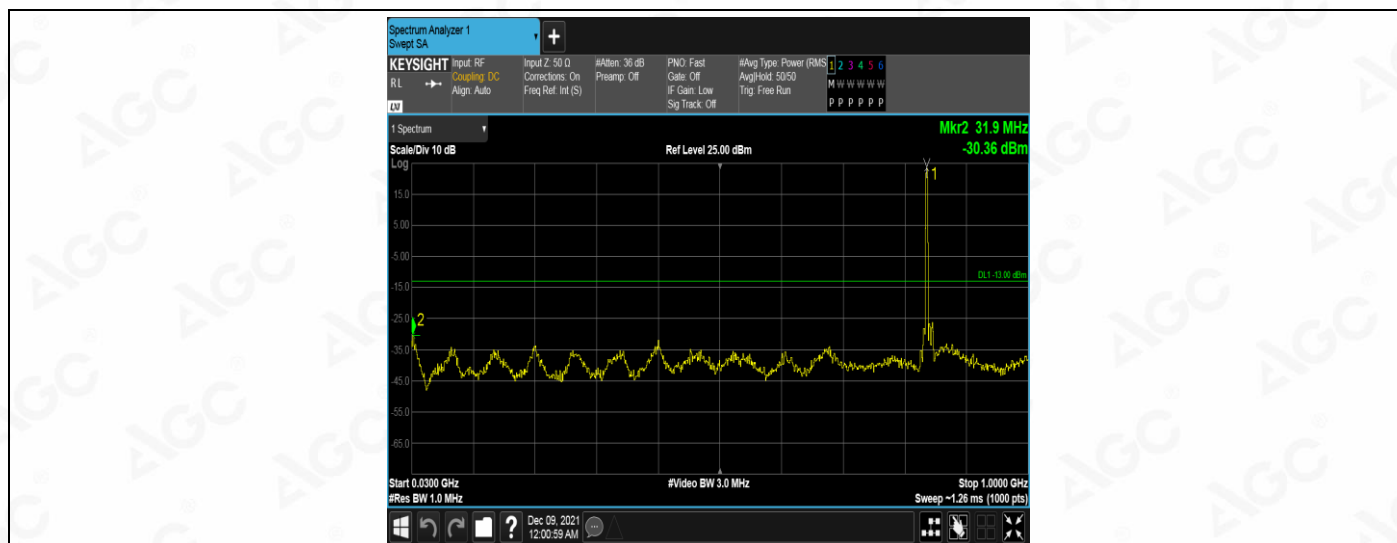 Spectrum Analyzer 1
Swept SA
KEYSIGHT Input: RF Input Z: 50 Ω #Atten: 36 dB PNO: Fast #Avg Type: Power (RMS 1 2 3 4 5 6
RL Coupling: DC Corrections: On Preamp: Off Gate: Off Avg|Hold: 50/50 M W W W W W
Align: Auto Freq Ref: Int (S) IF Gain: Low Trig: Free Run
LXI Sig Track: Off P P P P P P
1 Spectrum Mkr2 31.9 MHz
Scale/Div 10 dB Ref Level 25.00 dBm -30.36 dBm
Log
1
15.0
5.00
-5.00
DL1 -13.00 dBm
-15.0
-25.0
2
-35.0
-45.0
-55.0
-65.0
Start 0.0300 GHz #Video BW 3.0 MHz Stop 1.0000 GHz
#Res BW 1.0 MHz Sweep ~1.26 ms (1000 pts)
? Dec 09, 2021
12:00:59 AM
AGC